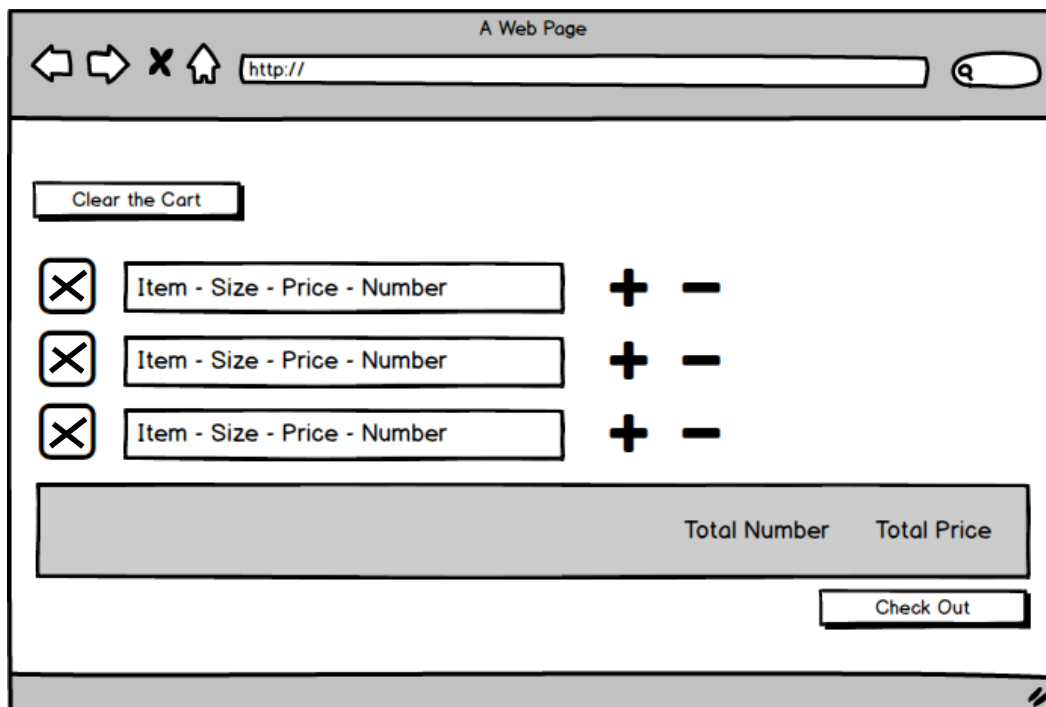 A Web Page
http://
Clear the Cart
Item - Size - Price - Number
Item - Size - Price - Number
Item - Size - Price - Number
Total Number Total Price
Check Out